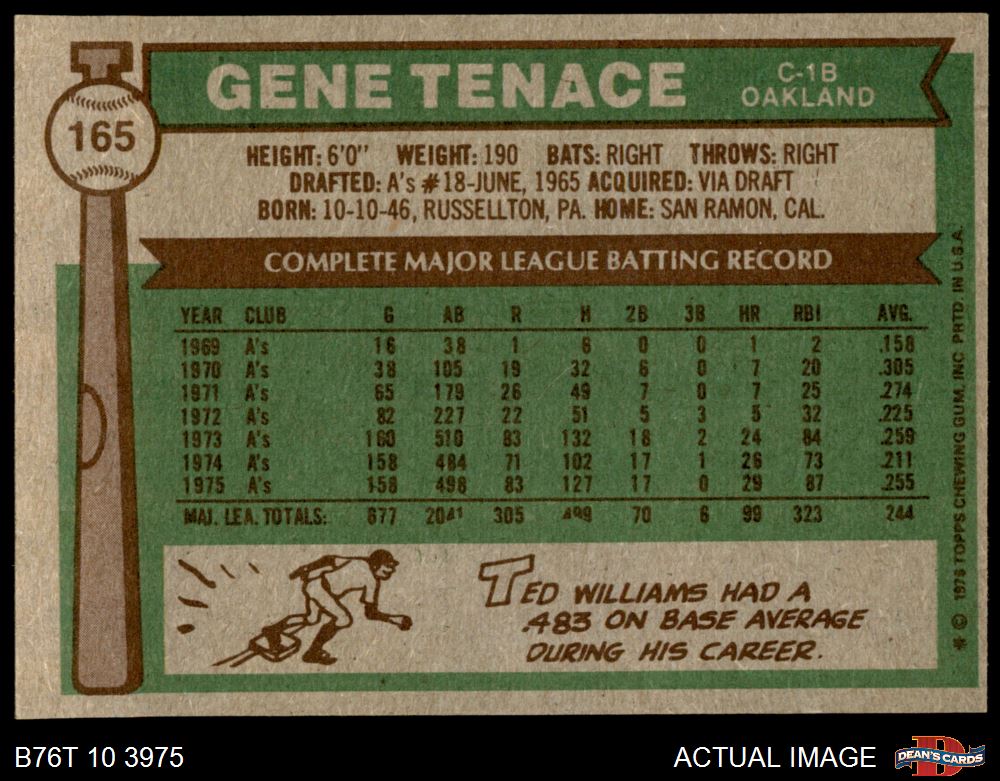 165
GENE TENACE
C-1B
OAKLAND
HEIGHT: 6'0" WEIGHT: 190 BATS: RIGHT THROWS: RIGHT
DRAFTED: A's #18-JUNE, 1965 ACQUIRED: VIA DRAFT
BORN: 10-10-46, RUSSELLTON, PA. HOME: SAN RAMON, CAL.
COMPLETE MAJOR LEAGUE BATTING RECORD
YEAR CLUB G AB R H 2B 3B HR RBI AVG.
1969 A's 16 38 1 6 0 0 1 2 .158
1970 A's 38 105 19 32 6 0 7 20 .305
1971 A's 65 179 26 49 7 0 7 25 .274
1972 A's 82 227 22 51 5 3 5 32 .225
1973 A's 160 510 83 132 18 2 24 84 .259
1974 A's 158 484 71 102 17 1 26 73 .211
1975 A's 158 498 83 127 17 0 29 87 .255
MAJ. LEA. TOTALS: 677 2041 305 499 70 6 99 323 .244
TED WILLIAMS HAD A
.483 ON BASE AVERAGE
DURING HIS CAREER.
* © 1976 TOPPS CHEWING GUM, INC. PRTD. IN U.S.A.
B76T 10 3975
ACTUAL IMAGE
D
DEAN'S CARDS